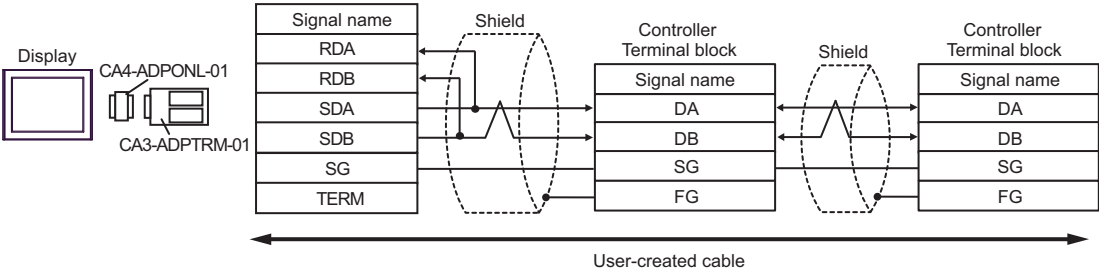 Display
CA4-ADPONL-01
CA3-ADPTRM-01
Signal name
RDA
RDB
SDA
SDB
SG
TERM
Shield
Controller
Terminal block
Signal name
DA
DB
SG
FG
Shield
Controller
Terminal block
Signal name
DA
DB
SG
FG
User-created cable